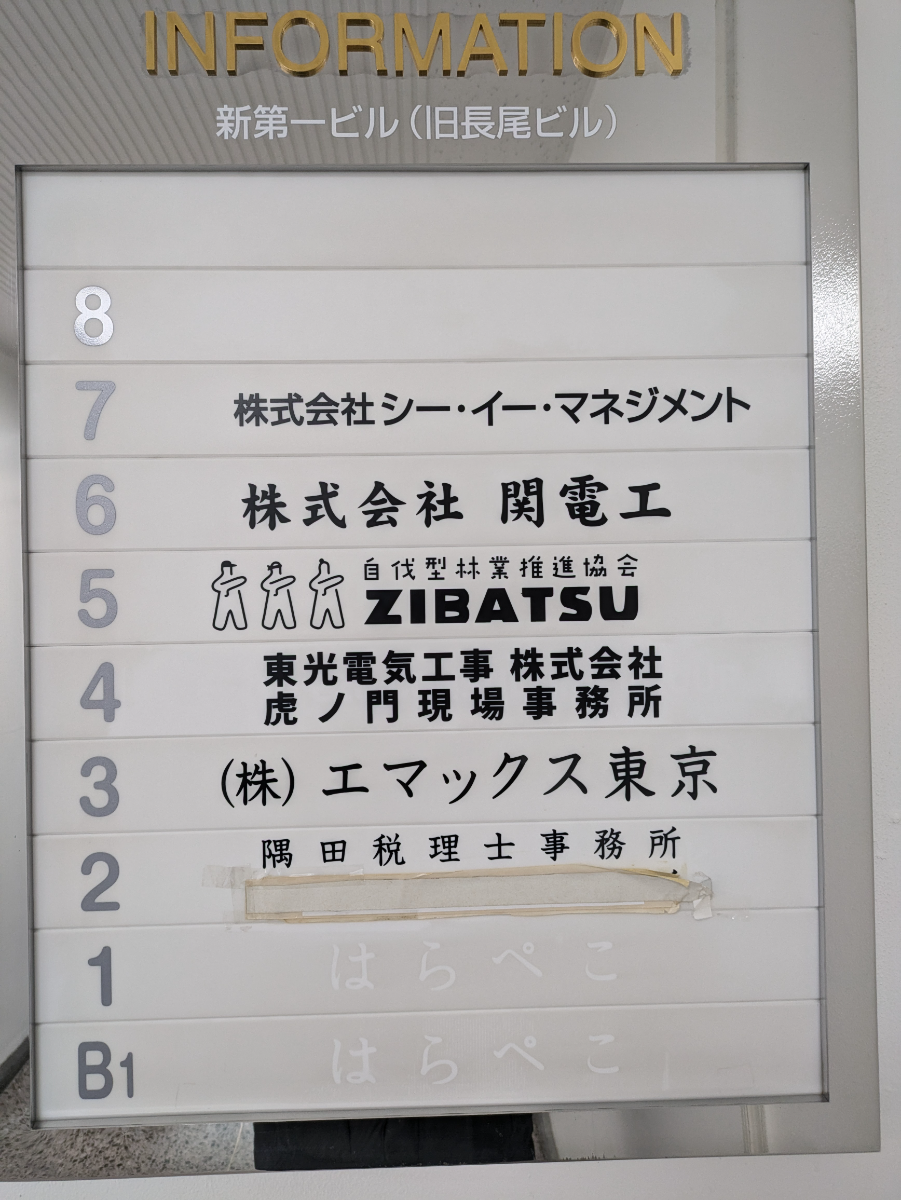 INFORMATION
新第一ビル(旧長尾ビル)
8
7 株式会社シー・イー・マネジメント
6 株式会社 関電工
5 自伐型林業推進協会
ZIBATSU
4 東光電気工事 株式会社
虎ノ門現場事務所
3 (株)エマックス東京
2 隅田税理士事務所
1 はらぺこ
B1 はらぺこ